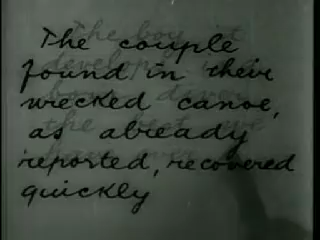 The couple
found in their
wrecked canoe,
as already
reported, recovered
quickly